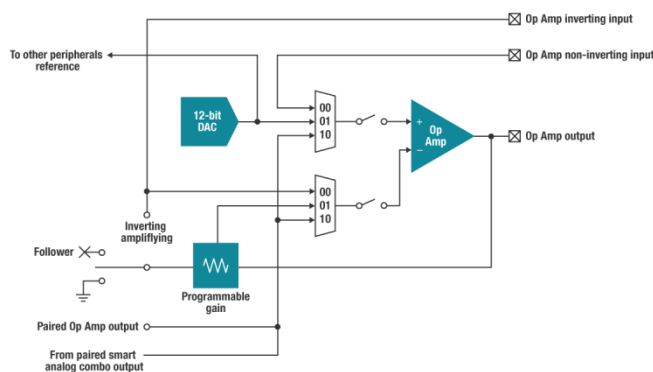 Op Amp inverting input
To other peripherals
reference
Op Amp non-inverting input
12-bit
DAC
00
01
10
+
Op
Amp
−
Op Amp output
00
01
10
Inverting
ampliflying
Follower
Programmable
gain
Paired Op Amp output
From paired smart
analog combo output